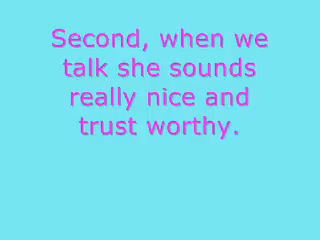 Second, when we
talk she sounds
really nice and
trust worthy.